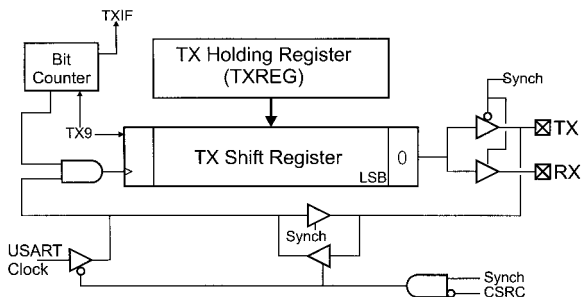 TXIF
Bit
Counter
TX Holding Register
(TXREG)
Synch
TX9
TX Shift Register
LSB
0
TX
RX
Synch
USART
Clock
Synch
CSRC